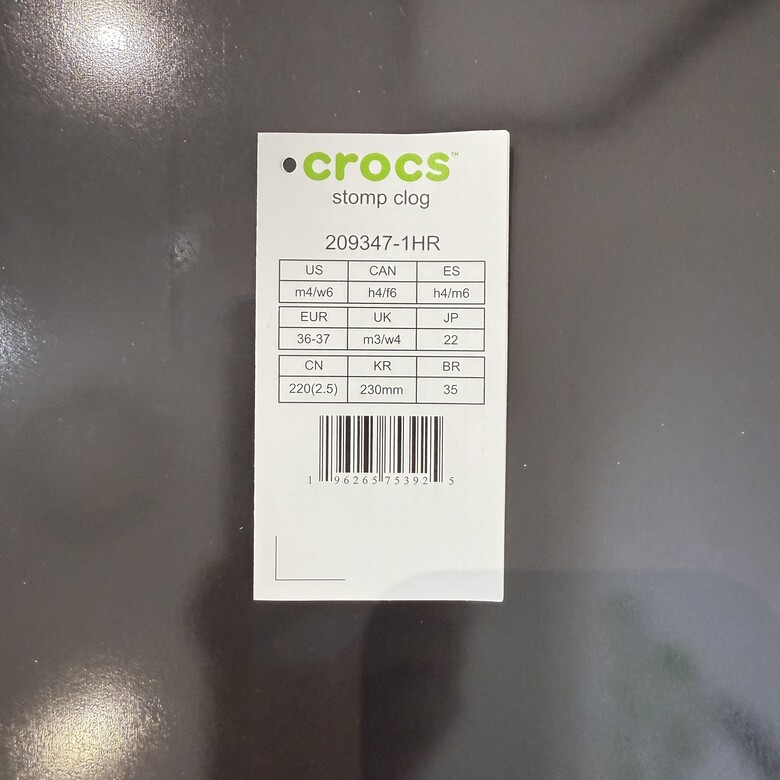 crocs™
stomp clog
209347-1HR
US CAN ES
m4/w6 h4/f6 h4/m6
EUR UK JP
36-37 m3/w4 22
CN KR BR
220(2.5) 230mm 35
1 96265 75392 5